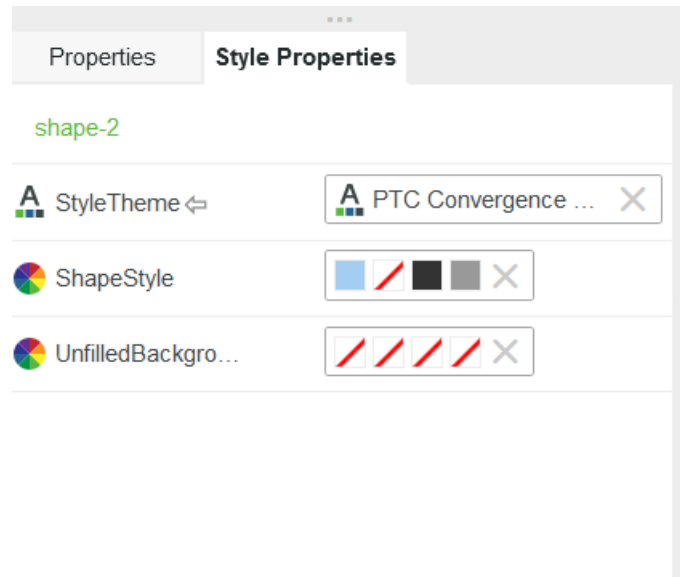 Properties
Style Properties
shape-2
StyleTheme
PTC Convergence ...
ShapeStyle
UnfilledBackgro...